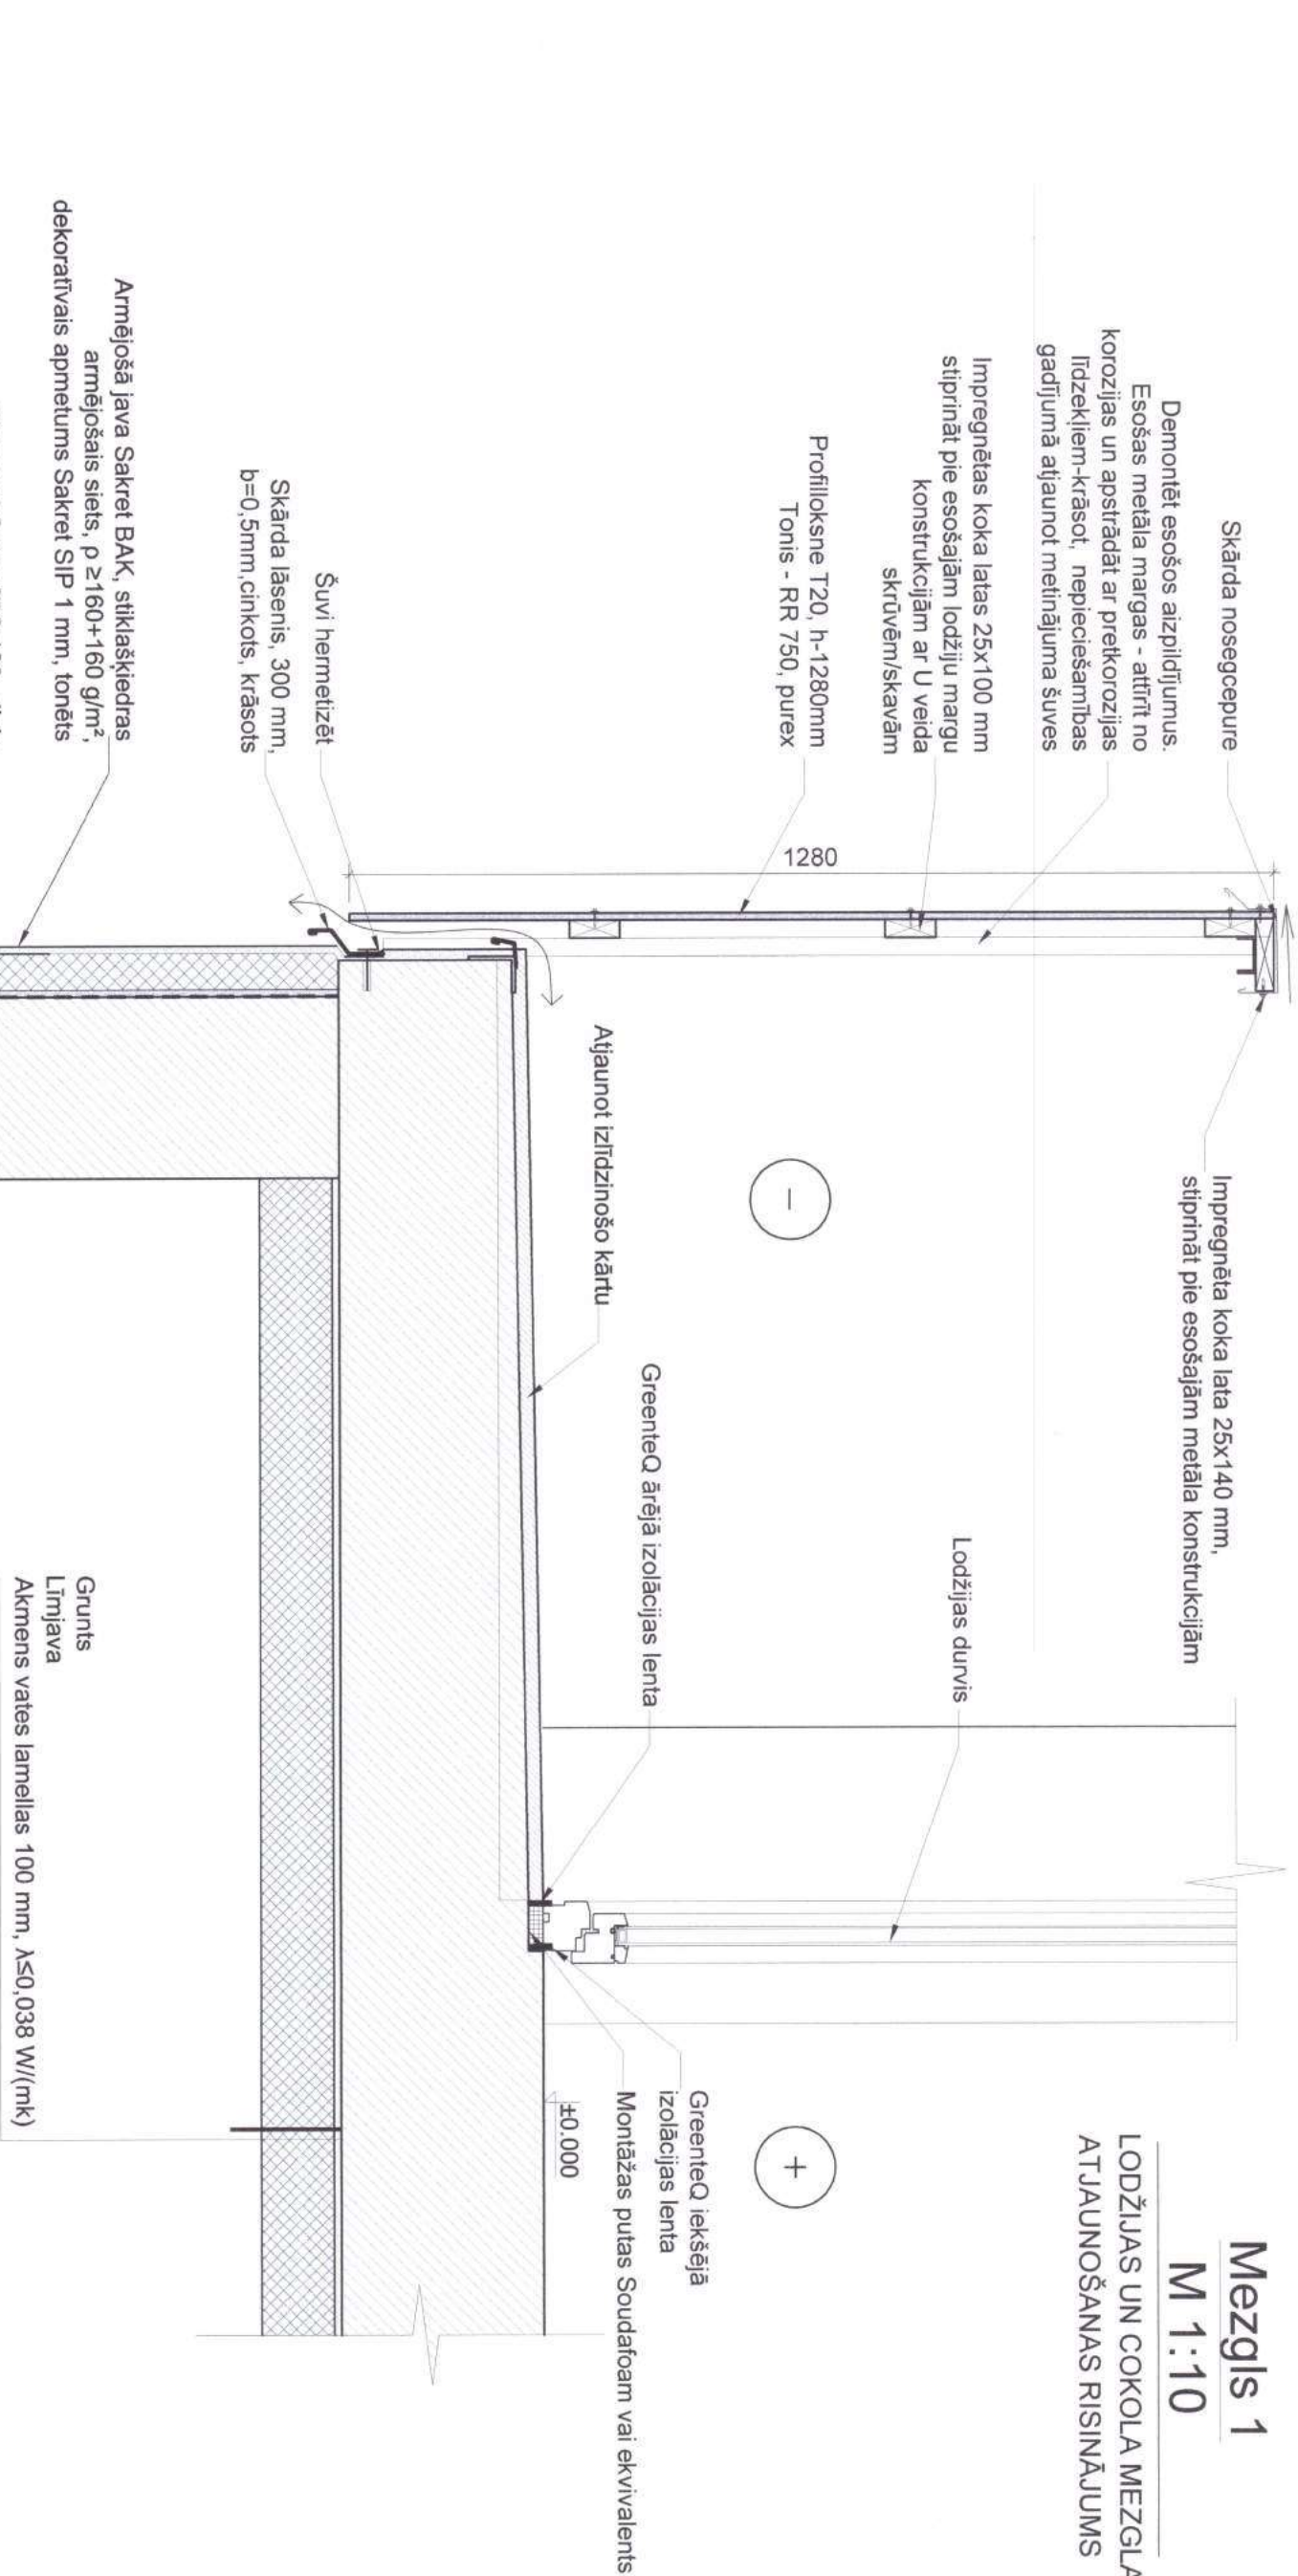 Mezgls 1
M 1:10
LODŽIJAS UN COKOLA MEZGLA
ATJAUNOŠANAS RISINĀJUMS
Skārda nosegcepure
Demontēt esošos aizpildījumus.
Esošas metāla margas - attīrīt no
korozijas un apstrādāt ar pretkorozijas
līdzekļiem-krāsot, nepieciešamības
gadījumā atjaunot metinājuma šuves
Impregnētas koka latas 25x100 mm
stiprināt pie esošajām lodžiju margu
konstrukcijām ar U veida
skrūvēm/skavām
Profilloksne T20, h-1280mm
Tonis - RR 750, purex
1280
Šuvi hermetizēt
Skārda lāsenis, 300 mm,
b=0,5mm,cinkots, krāsots
Armējošā java Sakret BAK, stiklašķiedras
armējošais siets, ρ ≥160+160 g/m²,
dekoratīvais apmetums Sakret SIP 1 mm, tonēts
Impregnēta koka lata 25x140 mm,
stiprināt pie esošajām metāla konstrukcijām
Lodžijas durvis
GreenteQ ārējā izolācijas lenta
Atjaunot izlīdzinošo kārtu
-
+
GreenteQ iekšējā
izolācijas lenta
Montāžas putas Soudafoam vai ekvivalents
±0.000
Grunts
Līmjava
Akmens vates lamellas 100 mm, λ≤0,038 W/(mk)